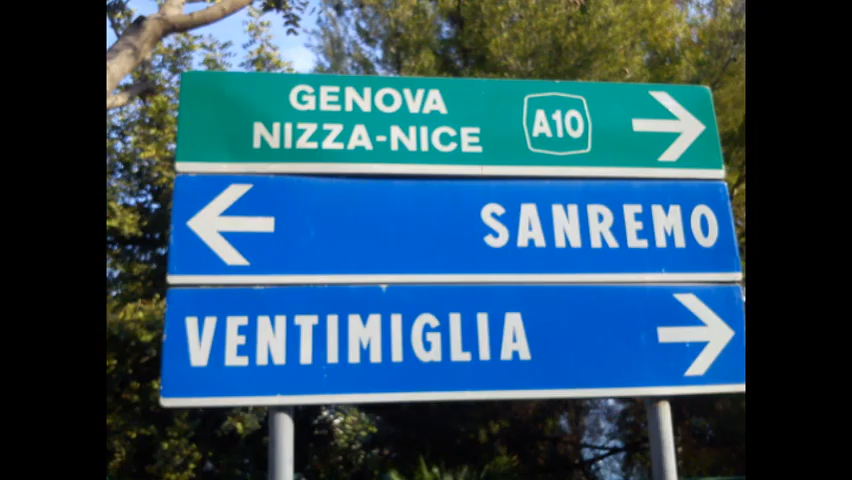 GENOVA
NIZZA-NICE
A10
SANREMO
VENTIMIGLIA